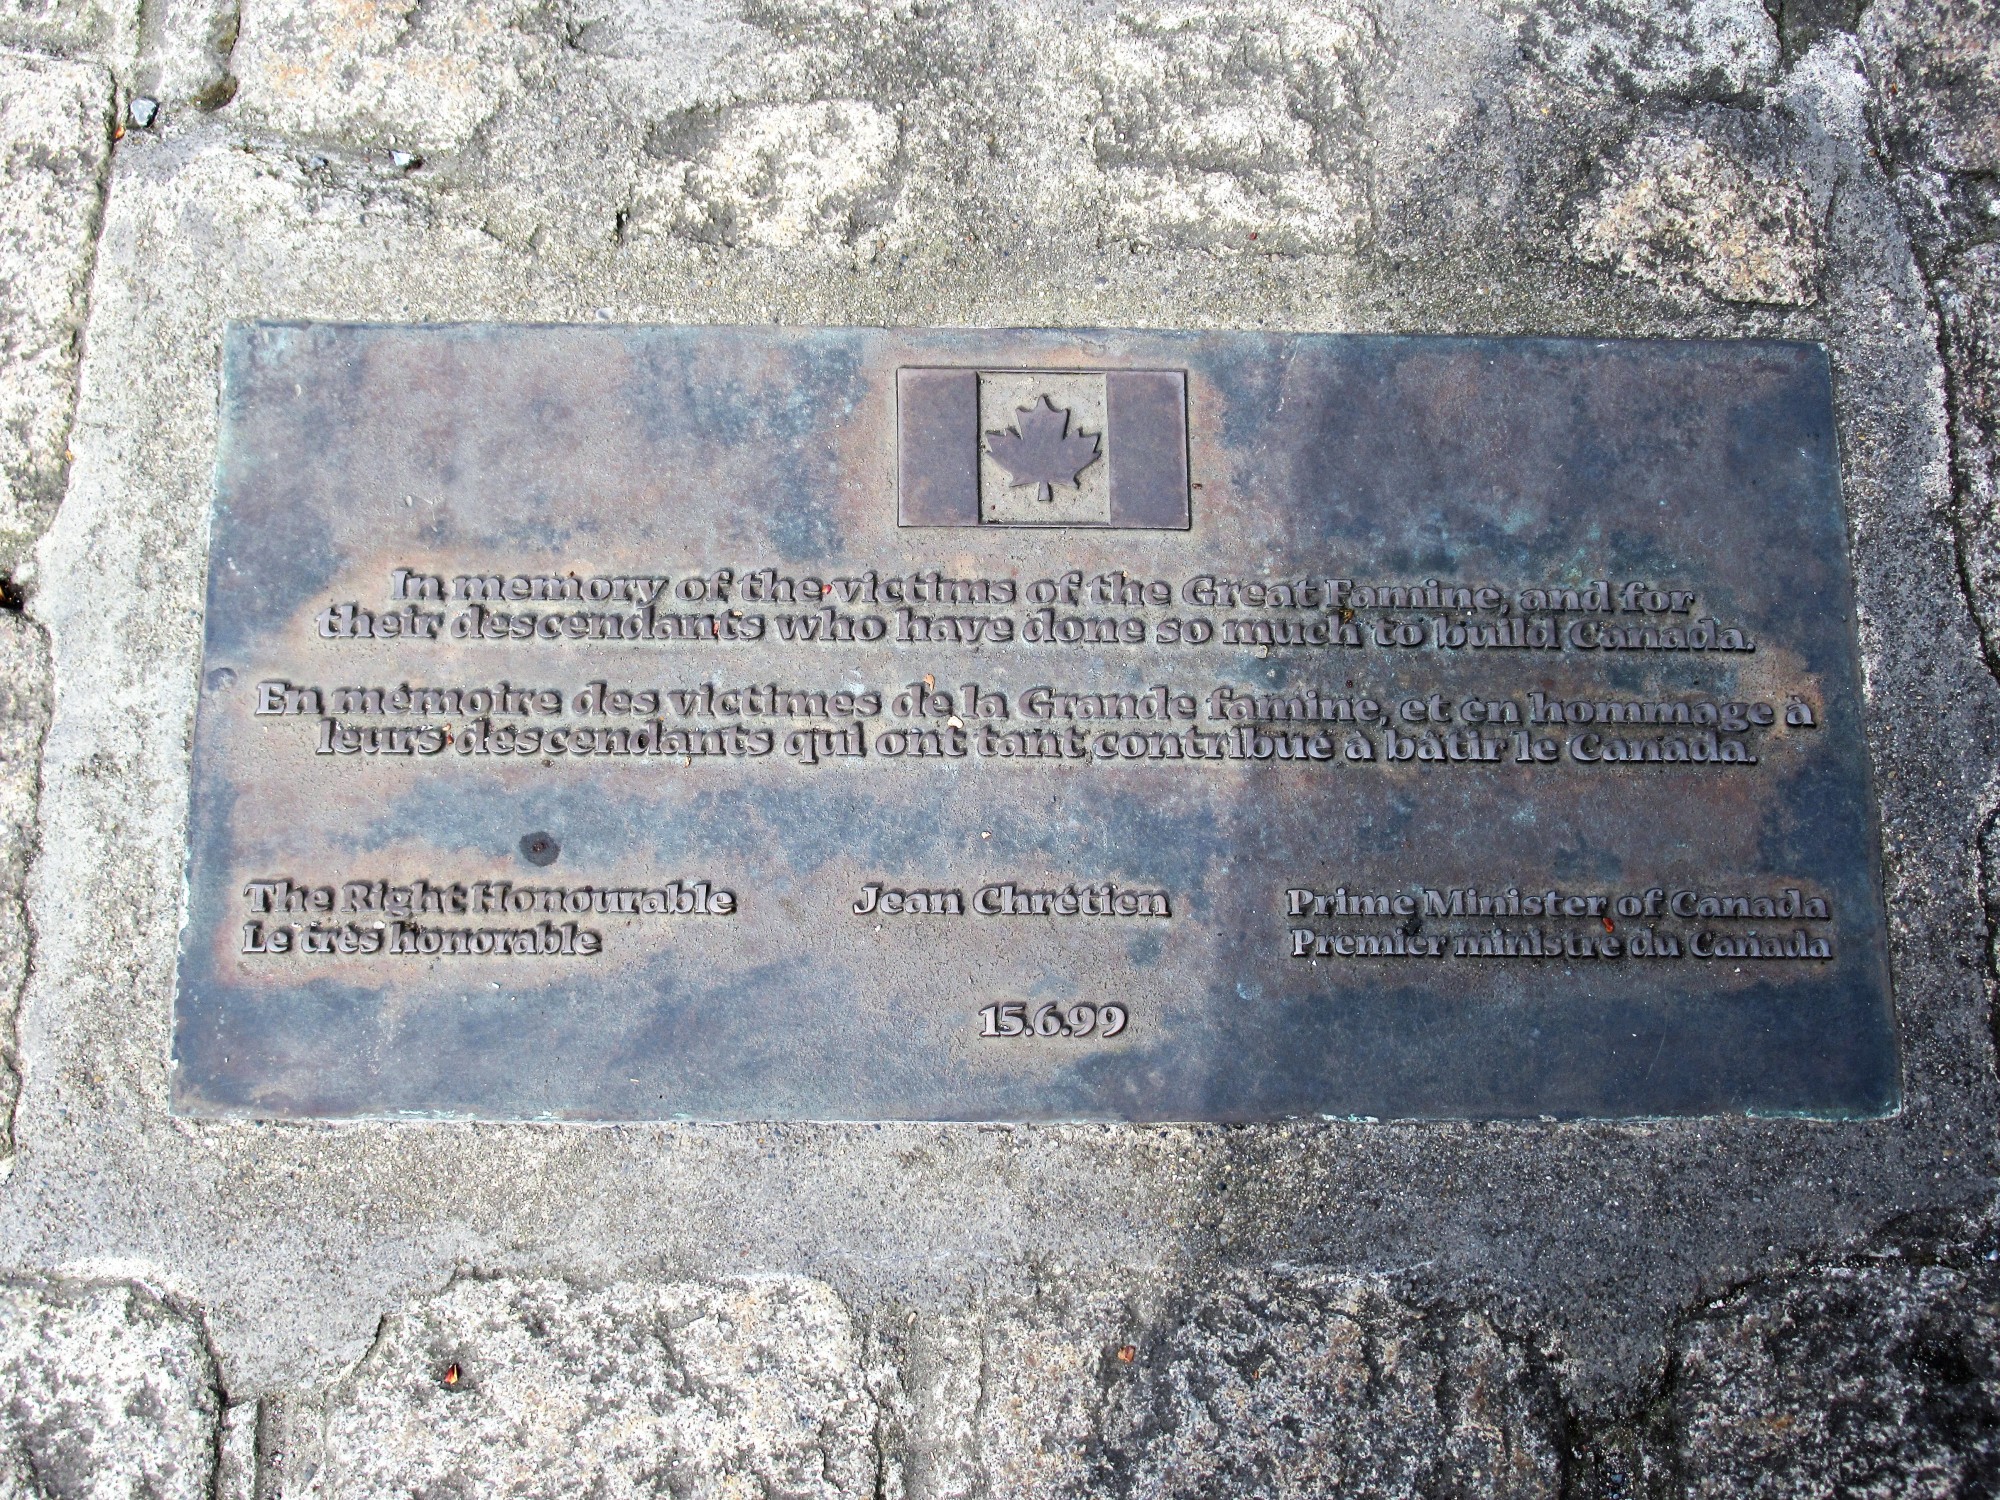 In memory of the victims of the Great Famine, and for
their descendants who have done so much to build Canada.
En mémoire des victimes de la Grande famine, et en hommage à
leurs descendants qui ont tant contribué à bâtir le Canada.
The Right Honourable Jean Chrétien Prime Minister of Canada
Le très honorable Premier ministre du Canada
15.6.99